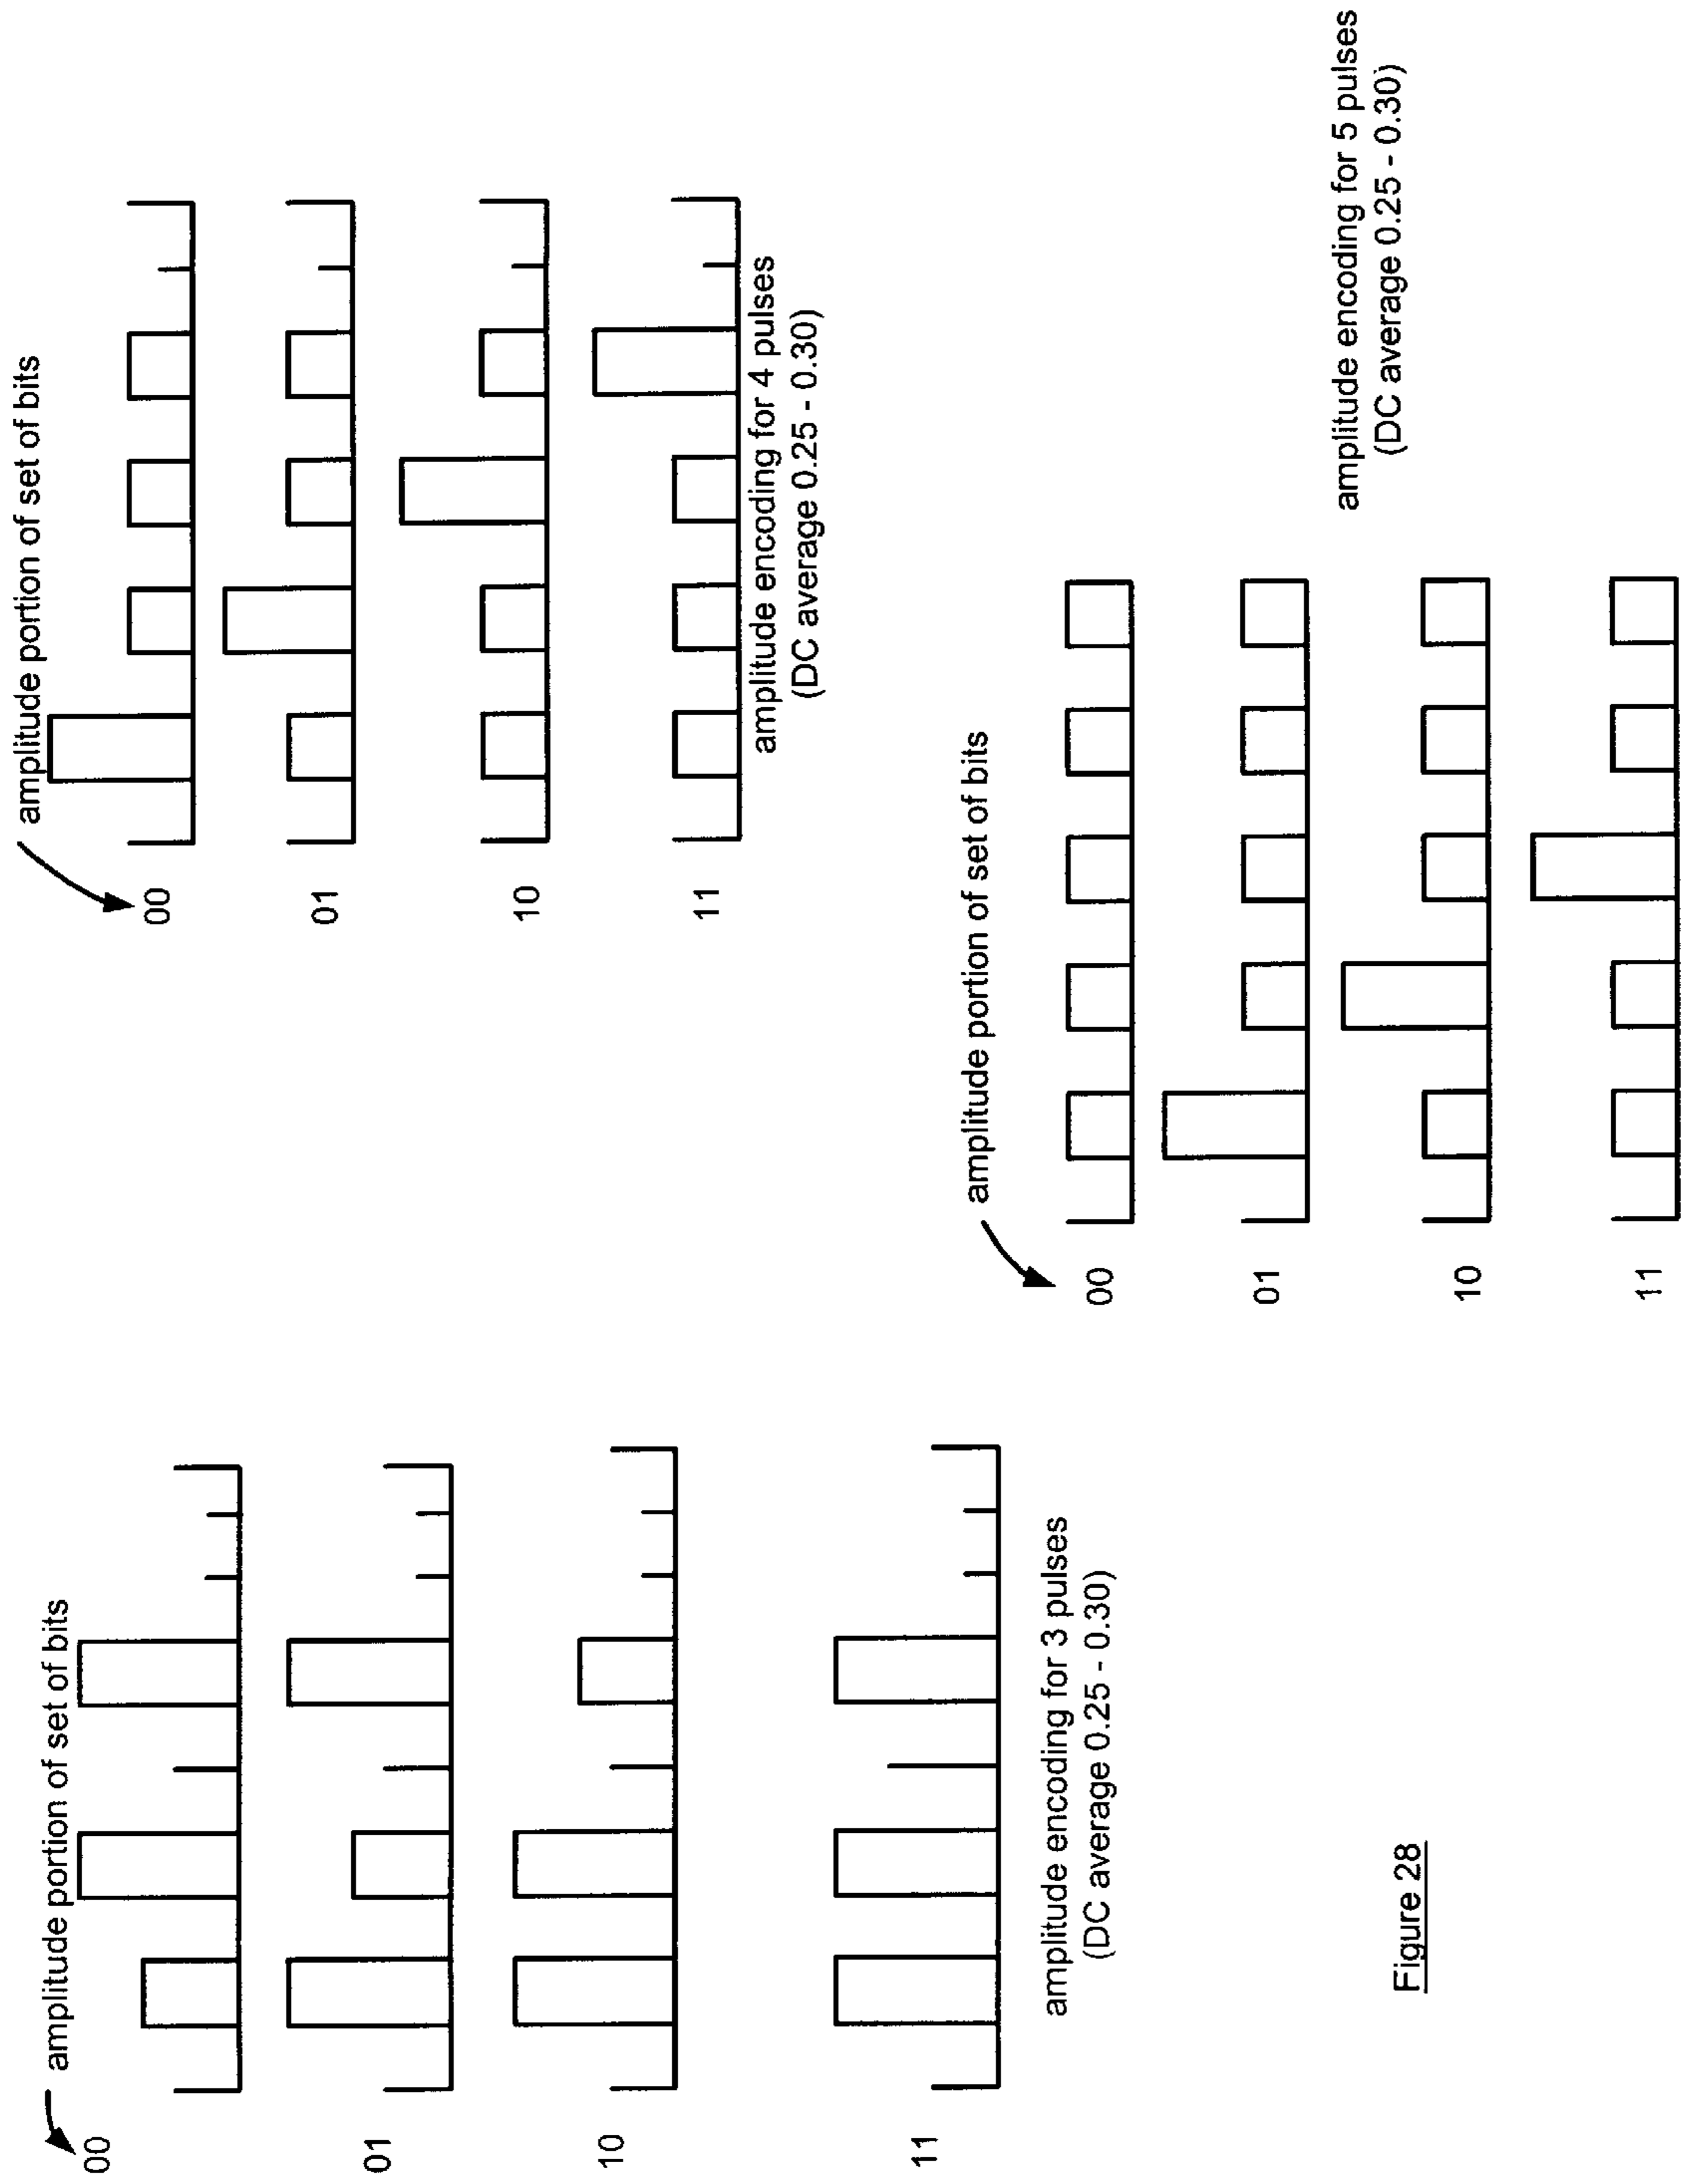 amplitude portion of set of bits
00
01
10
11
amplitude encoding for 3 pulses
(DC average 0.25 - 0.30)
amplitude portion of set of bits
00
01
10
11
amplitude encoding for 4 pulses
(DC average 0.25 - 0.30)
amplitude portion of set of bits
00
01
10
11
amplitude encoding for 5 pulses
(DC average 0.25 - 0.30)
Figure 28